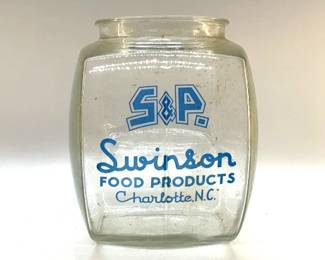 S&P.
Swinson
FOOD PRODUCTS
Charlotte, N.C.